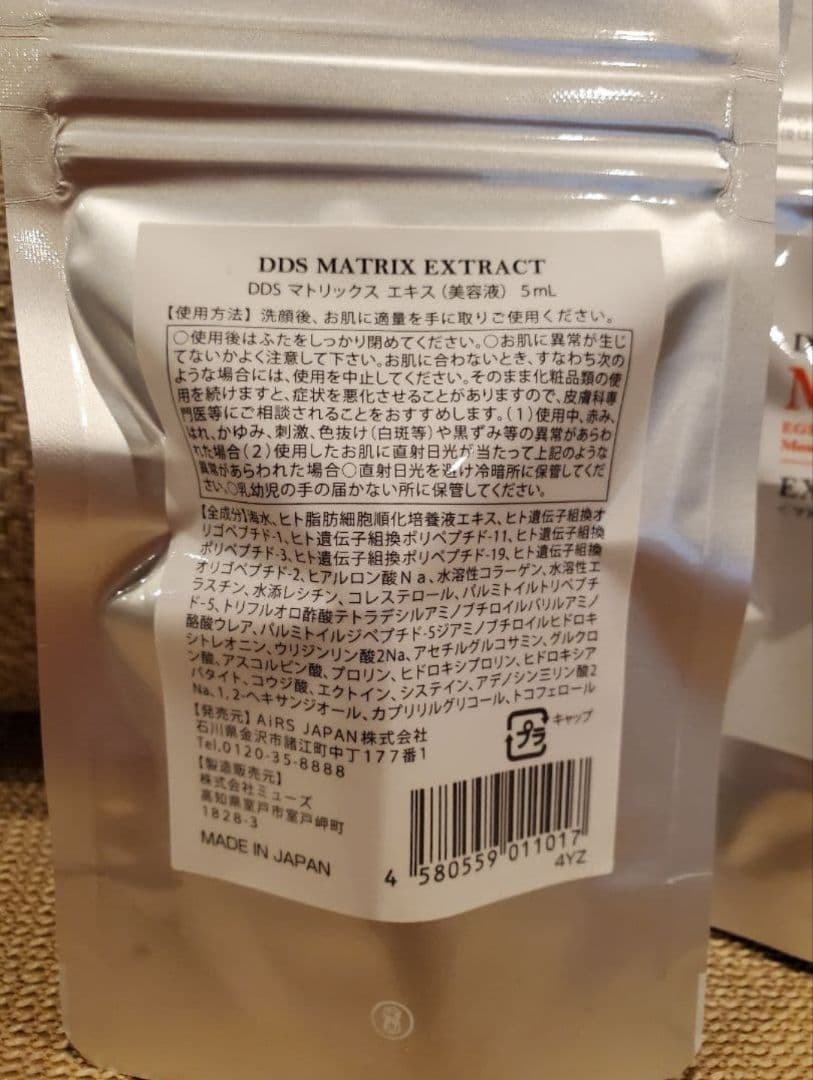 DDS MATRIX EXTRACT
DDS マトリックス エキス（美容液） 5mL
【使用方法】洗顔後、お肌に適量を手に取りご使用ください。
○使用後はふたをしっかり閉めてください。○お肌に異常が生じ
てないかよく注意して下さい。お肌に合わないとき、すなわち次の
ような場合には、使用を中止してください。そのまま化粧品類の使
用を続けますと、症状を悪化させることがありますので、皮膚科専
門医等にご相談されることをおすすめします。（1）使用中、赤み、
はれ、かゆみ、刺激、色抜け（白斑等）や黒ずみ等の異常があらわ
れた場合（2）使用したお肌に直射日光が当たって上記のような
異常があらわれた場合○直射日光を避け冷暗所に保管してくだ
さい。○乳幼児の手の届かない所に保管してください。
【全成分】海水、ヒト脂肪細胞順化培養液エキス、ヒト遺伝子組換オ
リゴペプチド-1、ヒト遺伝子組換ポリペプチド-11、ヒト遺伝子組換
ポリペプチド-3、ヒト遺伝子組換ポリペプチド-19、ヒト遺伝子組換
オリゴペプチド-2、ヒアルロン酸Ｎａ、水溶性コラーゲン、水溶性エ
ラスチン、水添レシチン、コレステロール、パルミトイルトリペプチ
ド-5、トリフルオロ酢酸テトラデシルアミノブチロイルバリルアミノ
酪酸ウレア、パルミトイルジペプチド-5ジアミノブチロイルヒドロキ
シトレオニン、ウリジンリン酸2Na、アセチルグルコサミン、グルクロ
ン酸、アスコルビン酸、プロリン、ヒドロキシプロリン、ヒドロキシア
パタイト、コウジ酸、エクトイン、システイン、アデノシン三リン酸2
Na、1,2-ヘキサンジオール、カプリリルグリコール、トコフェロール
【発売元】AiRS JAPAN株式会社
石川県金沢市諸江町中丁177番1
Tel.0120-35-8888
【製造販売元】
株式会社ミューズ
高知県室戸市室戸岬町
1828-3
MADE IN JAPAN
プラ
キャップ
4 580559 011017
4YZ